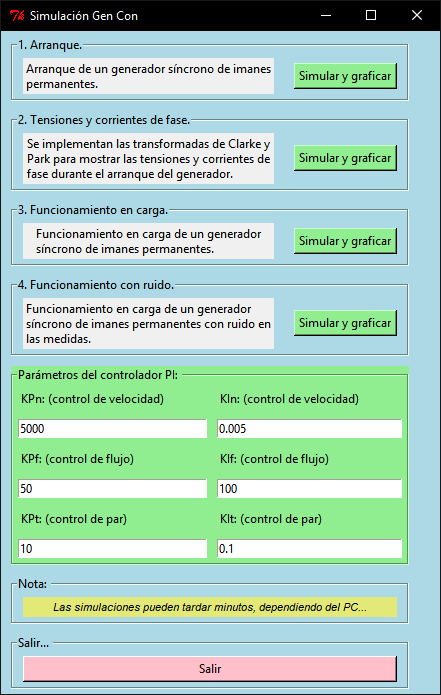 Simulación Gen Con
1. Arranque.
Arranque de un generador síncrono de imanes
permanentes.
Simular y graficar
2. Tensiones y corrientes de fase.
Se implementan las transformadas de Clarke y
Park para mostrar las tensiones y corrientes de
fase durante el arranque del generador.
Simular y graficar
3. Funcionamiento en carga.
Funcionamiento en carga de un generador
síncrono de imanes permanentes.
Simular y graficar
4. Funcionamiento con ruido.
Funcionamiento en carga de un generador
síncrono de imanes permanentes con ruido en
las medidas.
Simular y graficar
Parámetros del controlador PI:
KPn: (control de velocidad) KIn: (control de velocidad)
5000 0.005
KPf: (control de flujo) KIf: (control de flujo)
50 100
KPt: (control de par) KIt: (control de par)
10 0.1
Nota:
Las simulaciones pueden tardar minutos, dependiendo del PC...
Salir...
Salir